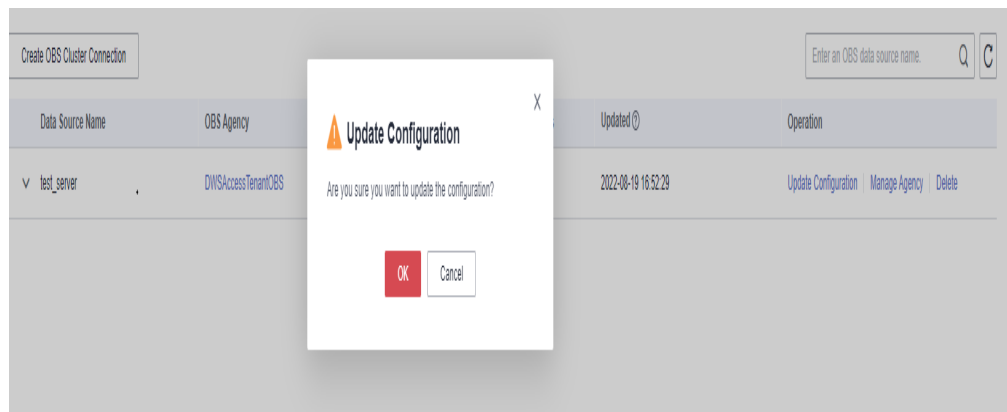 Create OBS Cluster Connection
Enter an OBS data source name.
Data Source Name OBS Agency Updated Operation
Update Configuration
test_server DWSAccessTenantOBS 2022-08-19 16:52:29 Update Configuration Manage Agency Delete
Are you sure you want to update the configuration?
OK Cancel